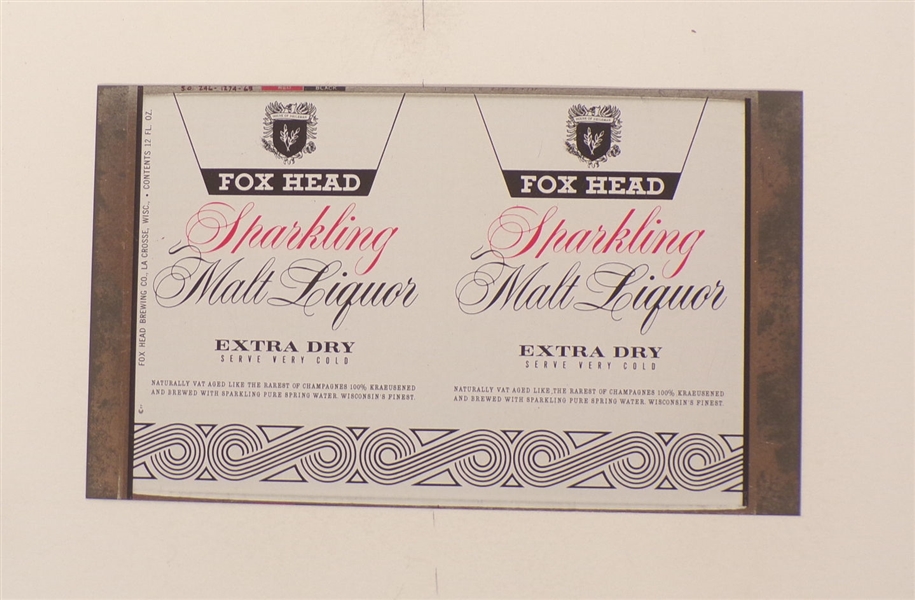 FOX HEAD BREWING CO., LA CROSSE, WISC., • CONTENTS 12 FL. OZ.
FOX HEAD
Sparkling
Malt Liquor
EXTRA DRY
SERVE VERY COLD
NATURALLY VAT AGED LIKE THE RAREST OF CHAMPAGNES 100% KRAEUSENED
AND BREWED WITH SPARKLING PURE SPRING WATER. WISCONSIN'S FINEST.
FOX HEAD
Sparkling
Malt Liquor
EXTRA DRY
SERVE VERY COLD
NATURALLY VAT AGED LIKE THE RAREST OF CHAMPAGNES 100% KRAEUSENED
AND BREWED WITH SPARKLING PURE SPRING WATER. WISCONSIN'S FINEST.